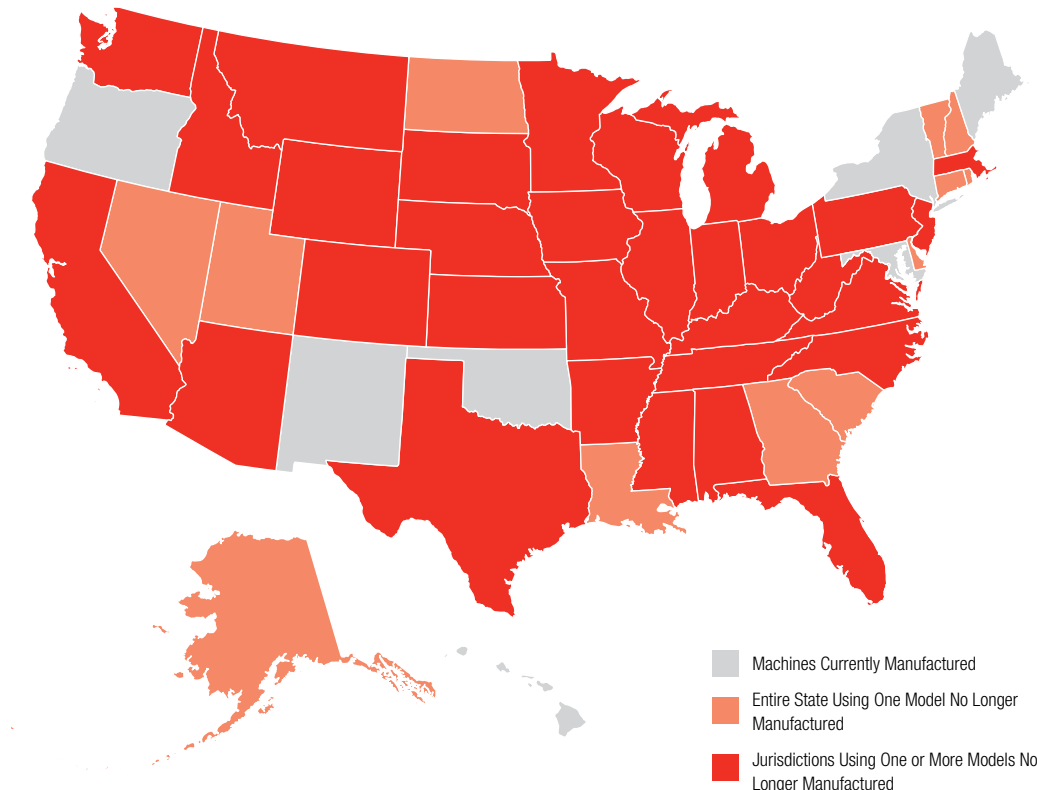 Machines Currently Manufactured
Entire State Using One Model No Longer
Manufactured
Jurisdictions Using One or More Models No
Longer Manufactured